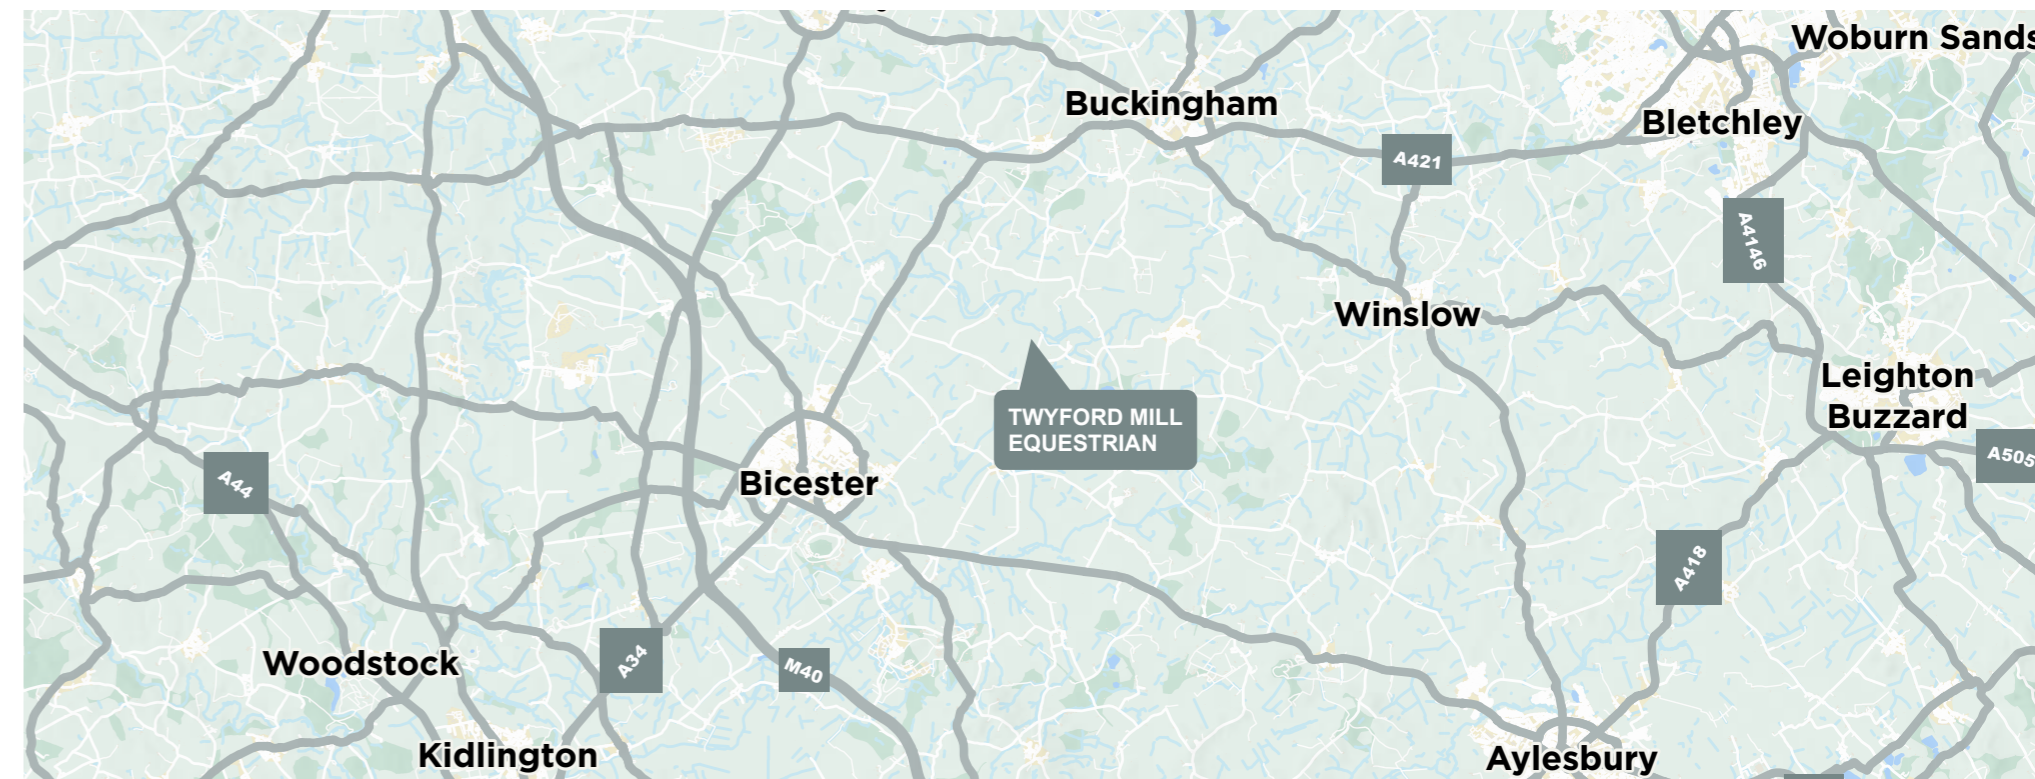 Woburn Sands
Buckingham
Bletchley
A421
A4146
Winslow
Leighton
Buzzard
TWYFORD MILL
EQUESTRIAN
A505
A44
Bicester
A418
Woodstock
A34
M40
Kidlington
Aylesbury